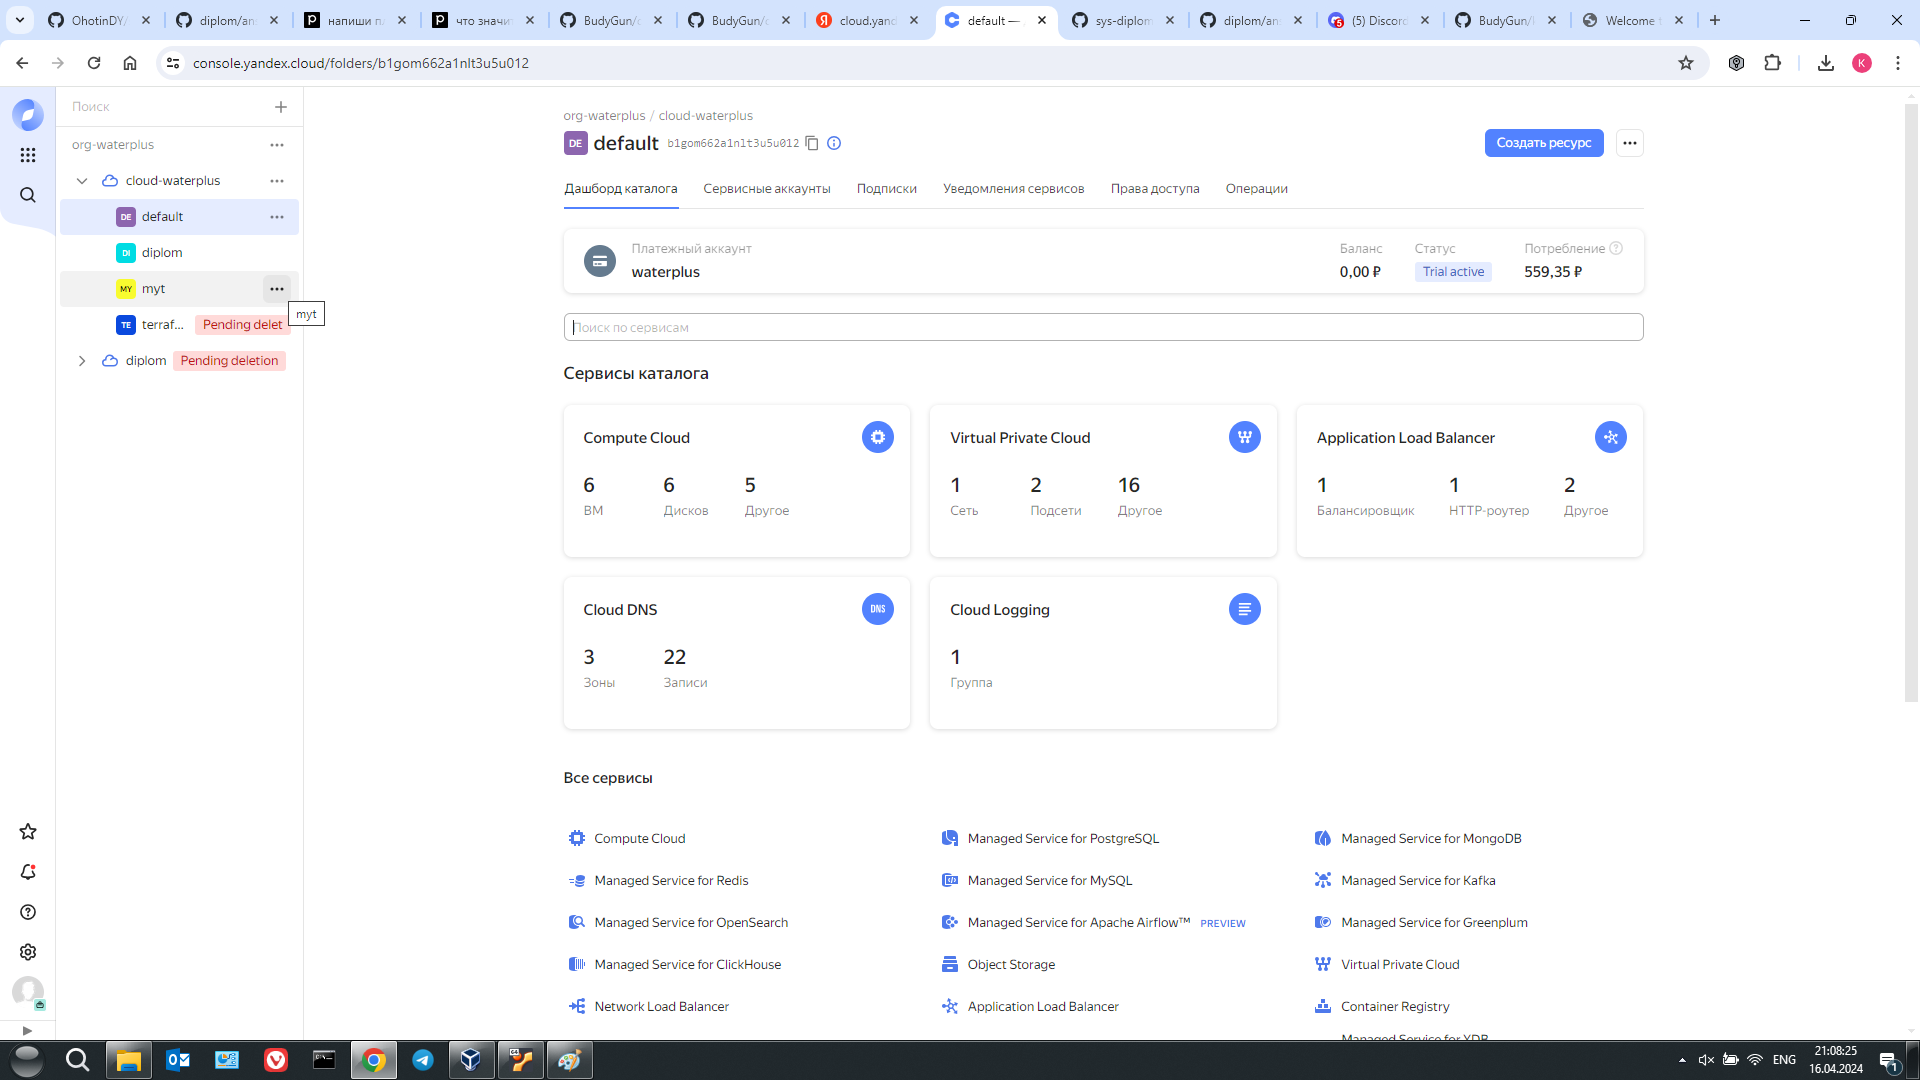 OhotinDY/
diplom/an
напиши п
что значи
BudyGun/
BudyGun/
cloud.yand
default —
sys-diplom
diplom/an
(5) Discord
BudyGun/
Welcome t
console.yandex.cloud/folders/b1gom662a1nlt3u5u012
K
Поиск
org-waterplus
cloud-waterplus
DE default
DI diplom
MY myt
TE terraf... Pending delet
myt
diplom Pending deletion
org-waterplus / cloud-waterplus
DE default b1gom662a1nlt3u5u012
Создать ресурс
Дашборд каталога Сервисные аккаунты Подписки Уведомления сервисов Права доступа Операции
Платежный аккаунт
waterplus
Баланс
0,00 ₽
Статус
Trial active
Потребление
559,35 ₽
Поиск по сервисам
Сервисы каталога
Compute Cloud
6 6 5
ВМ Дисков Другое
Virtual Private Cloud
1 2 16
Сеть Подсети Другое
Application Load Balancer
1 1 2
Балансировщик HTTP-роутер Другое
Cloud DNS
DNS
3 22
Зоны Записи
Cloud Logging
1
Группа
Все сервисы
Compute Cloud
Managed Service for PostgreSQL
Managed Service for MongoDB
Managed Service for Redis
Managed Service for MySQL
Managed Service for Kafka
Managed Service for OpenSearch
Managed Service for Apache Airflow™ PREVIEW
Managed Service for Greenplum
Managed Service for ClickHouse
Object Storage
Virtual Private Cloud
Network Load Balancer
Application Load Balancer
Container Registry
Managed Service for YDB
ENG
21:08:25
16.04.2024
1